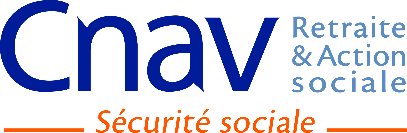 Cnav
Retraite
& Action
sociale
Sécurité sociale